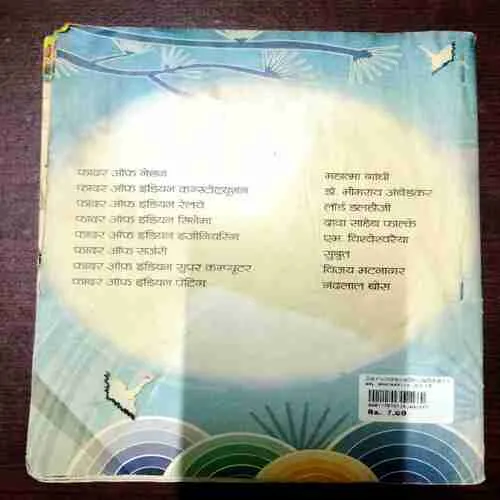 फादर ऑफ नेशन महात्मा गांधी
फादर ऑफ इंडियन कन्स्टीट्यूशन डॉ. भीमराव अंबेडकर
फादर ऑफ इंडियन रेलवे लॉर्ड डलहौजी
फादर ऑफ इंडियन सिनेमा दादा साहेब फाल्के
फादर ऑफ इंडियन इंजीनियरिंग एम. विश्वेश्वरैया
फादर ऑफ सर्जरी सुश्रुत
फादर ऑफ इंडियन सुपर कम्प्यूटर विजय भटनागर
फादर ऑफ इंडियन पेंटिंग नंदलाल बोस
Rs. 7.00